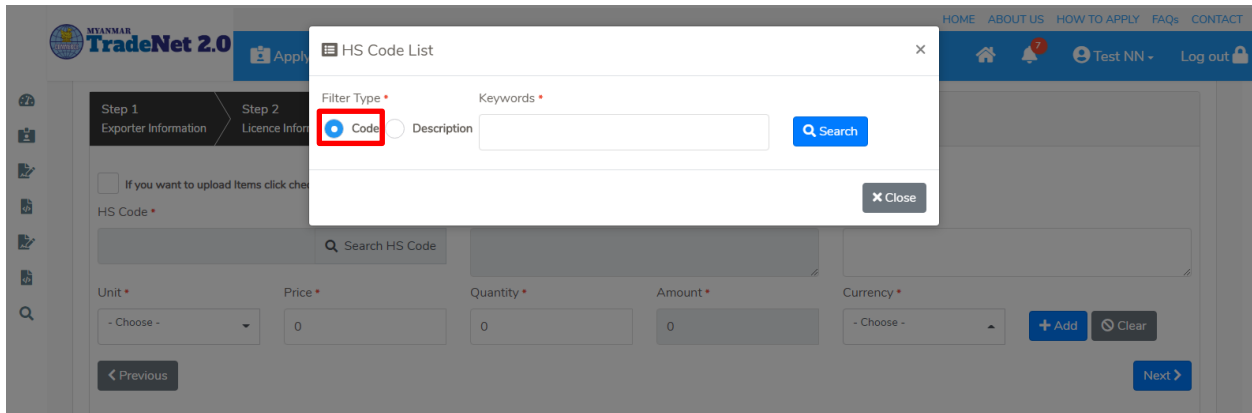 HOME ABOUT US HOW TO APPLY FAQs CONTACT
MYANMAR
TradeNet 2.0
Apply
7
Test NN
Log out
HS Code List
×
Filter Type *
Keywords *
Code
Description
Search
Close
Step 1
Exporter Information
Step 2
Licence Inforn
If you want to upload Items click che
HS Code *
Search HS Code
Unit *
Price *
Quantity *
Amount *
Currency *
- Choose -
0
0
0
- Choose -
+ Add
Clear
Previous
Next